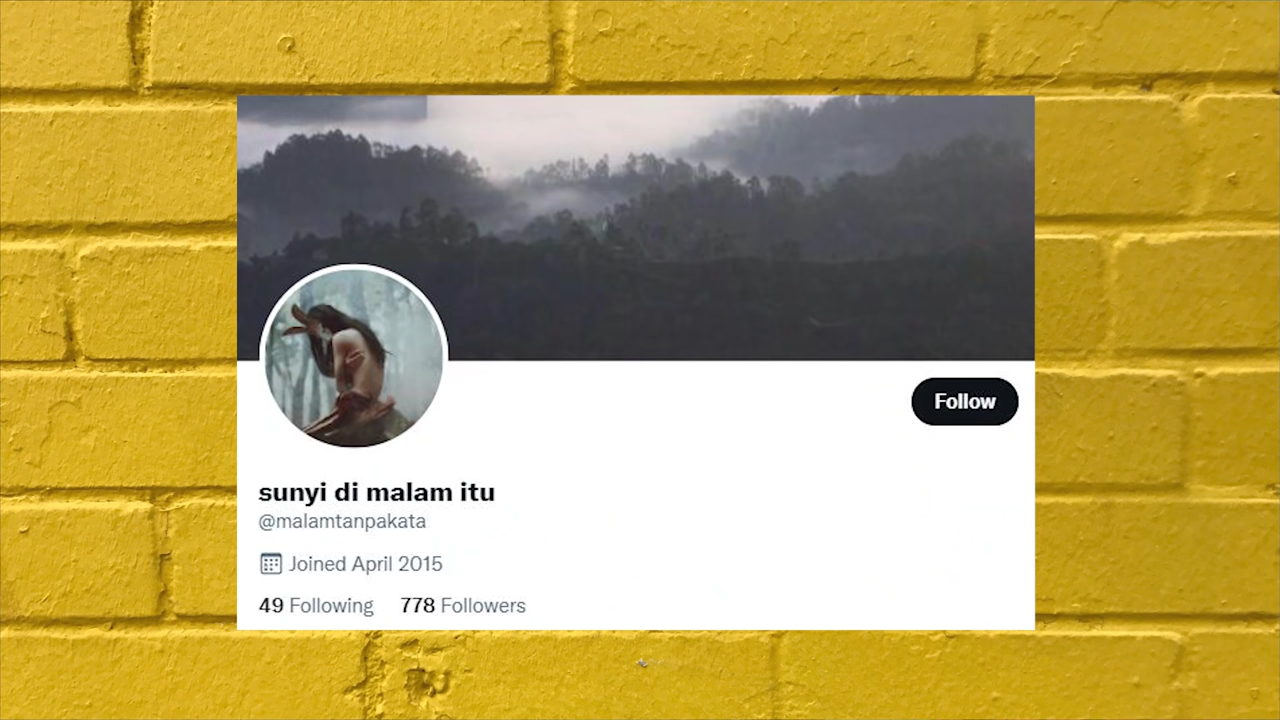 Follow
sunyi di malam itu
@malamtanpakata
Joined April 2015
49 Following 778 Followers